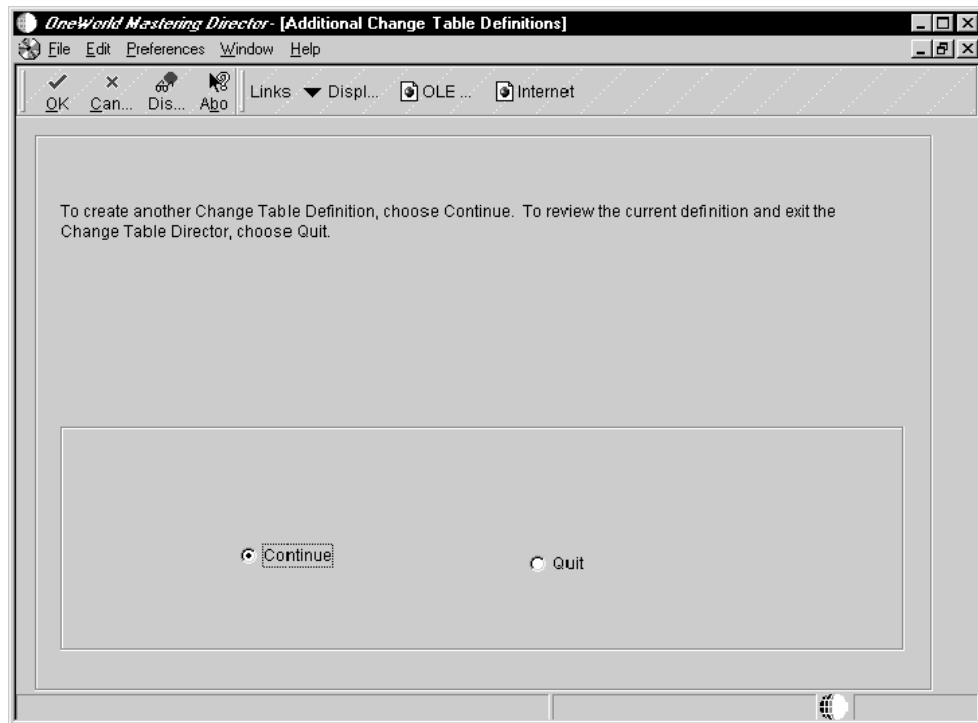 OneWorld Mastering Director - [Additional Change Table Definitions]
File Edit Preferences Window Help
OK Can... Dis... Abo Links Displ... OLE ... Internet
To create another Change Table Definition, choose Continue. To review the current definition and exit the
Change Table Director, choose Quit.
Continue Quit